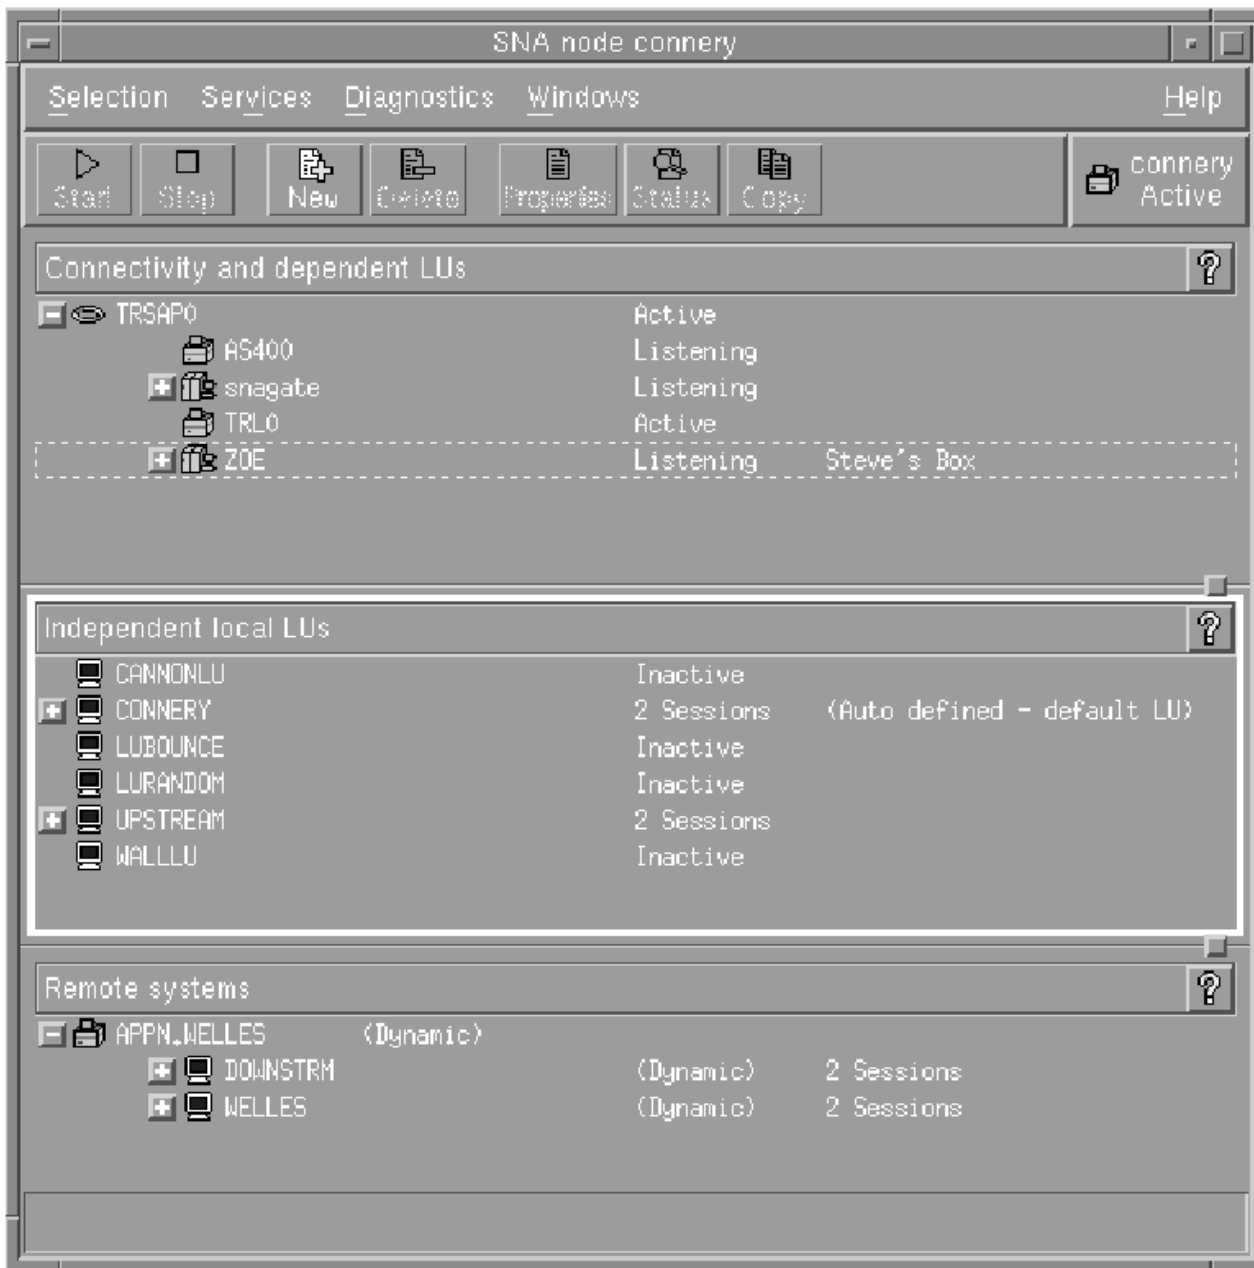 SNA node connery
Selection Services Diagnostics Windows Help
Start Stop New Delete Properties Status Copy connery Active
Connectivity and dependent LUs ?
TRSAP0 Active
AS400 Listening
snagate Listening
TRL0 Active
ZOE Listening Steve's Box
Independent local LUs ?
CANNONLU Inactive
CONNERY 2 Sessions (Auto defined - default LU)
LUBOUNCE Inactive
LURANDOM Inactive
UPSTREAM 2 Sessions
WALLLU Inactive
Remote systems ?
APPN.WELLES (Dynamic)
DOWNSTRM (Dynamic) 2 Sessions
WELLES (Dynamic) 2 Sessions